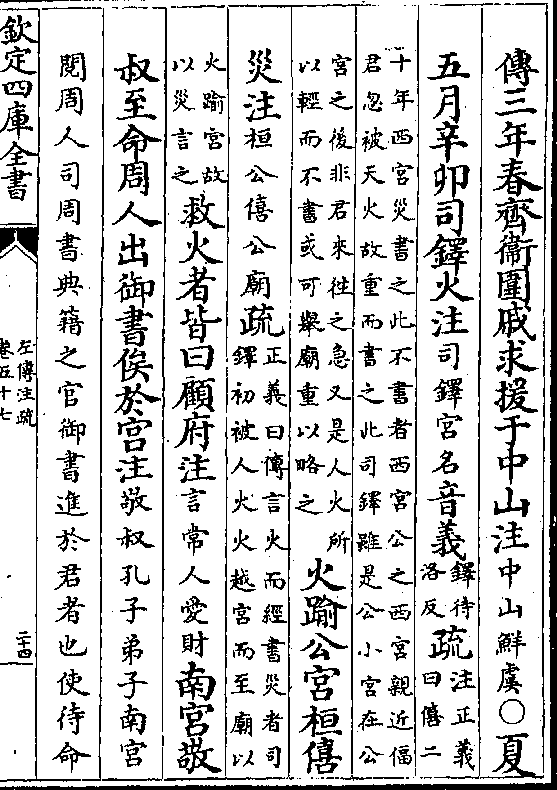 傳三年春齊衞圍戚求援于中山注中山鮮虞○夏
五月辛卯司鐸火注司鐸宮名音義鐸待洛反疏注正義曰僖二
十年西宮災書之此不書者西宮公之西宮親近偪
君忽被天火故重而書之此司鐸雖是公小宮在公
宮之後非君來往之急又是人火所
以輕而不書或可舉廟重以略之
火踰公宮桓僖
災注桓公僖公廟疏正義曰傳言火而經書災者司
鐸初被人火火越宮而至廟以
火踰宮故
以災言之
救火者皆曰顧府注言常人愛財南宮敬
叔至命周人出御書俟於宮注敬叔孔子弟子南宮
閱周人司周書典籍之官御書進於君者也使待命
欽定四庫全書
左傳注疏
卷五十七
二十四